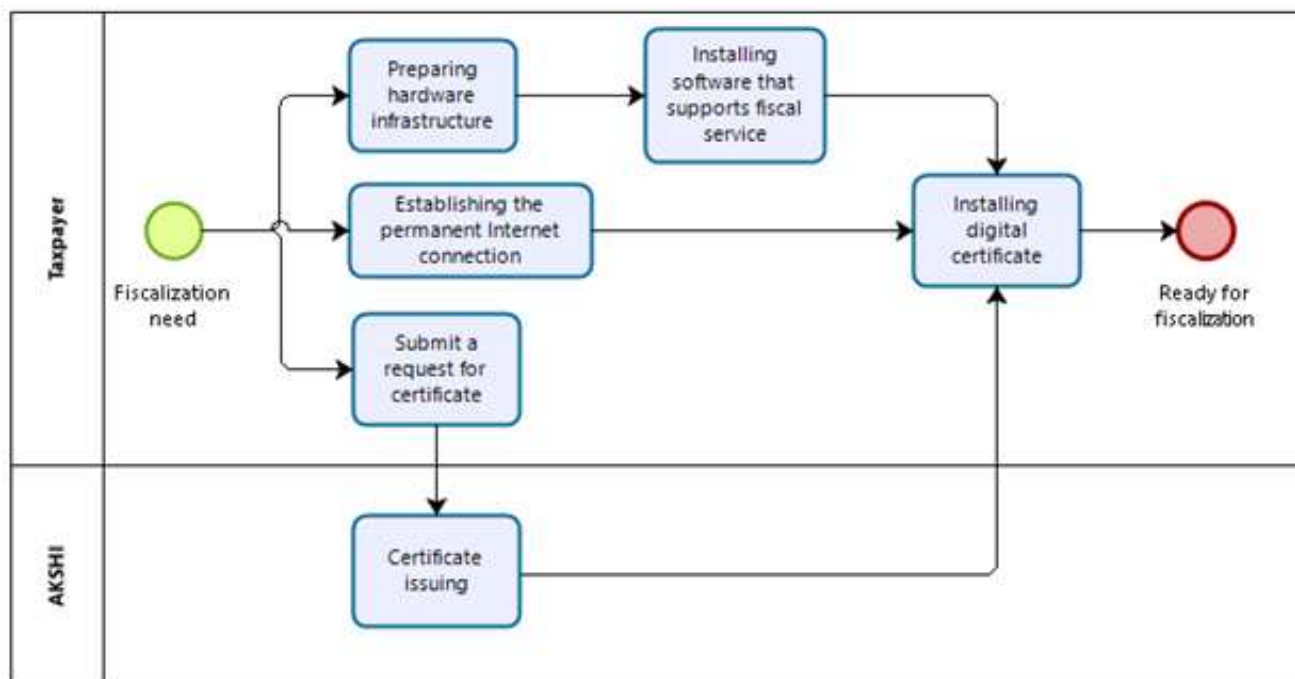 Taxpayer
Preparing
hardware
infrastructure
Installing
software that
supports fiscal
service
Fiscalization
need
Establishing the
permanent Internet
connection
Installing
digital
certificate
Ready for
fiscalization
Submit a
request for
certificate
AKSHI
Certificate
issuing